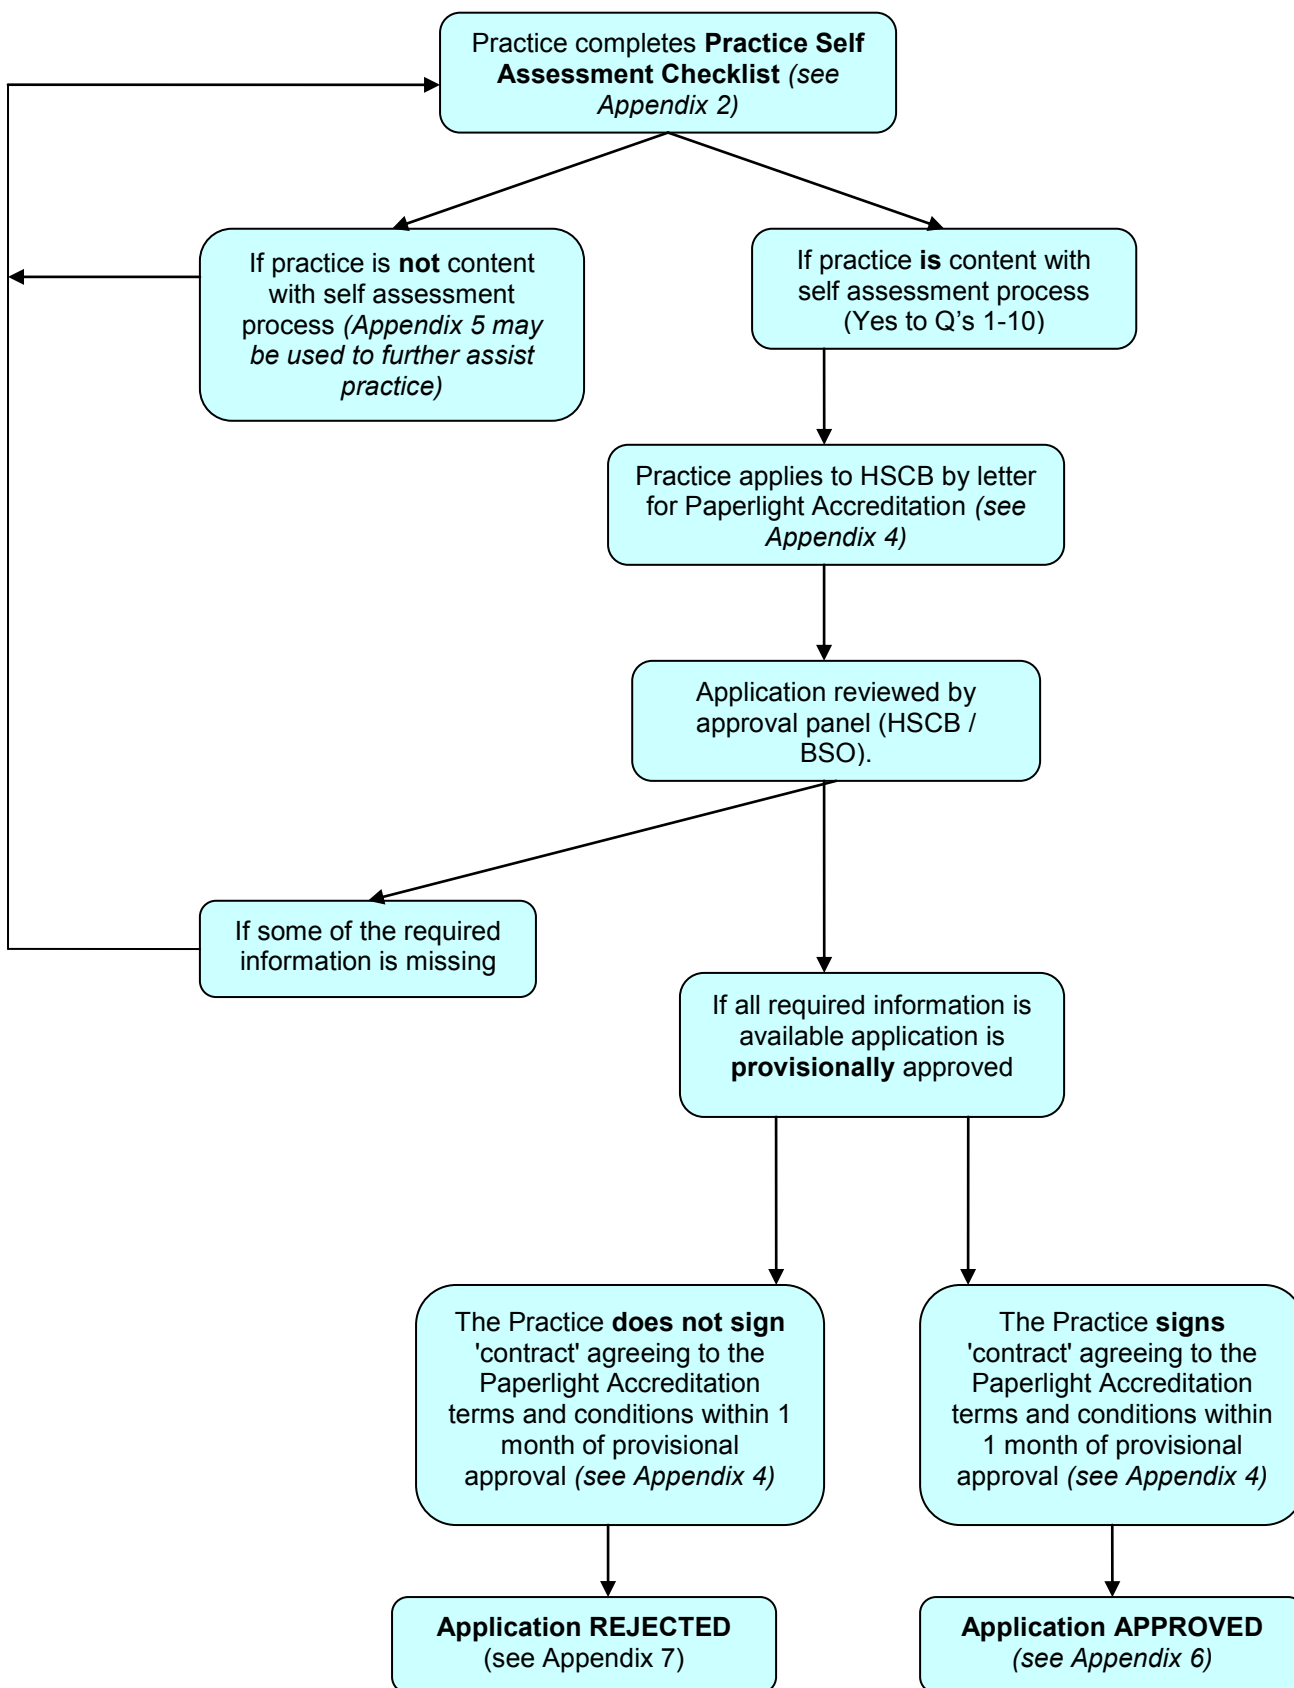 Practice completes Practice Self
Assessment Checklist (see
Appendix 2)
If practice is not content
with self assessment
process (Appendix 5 may
be used to further assist
practice)
If practice is content with
self assessment process
(Yes to Q's 1-10)
Practice applies to HSCB by letter
for Paperlight Accreditation (see
Appendix 4)
Application reviewed by
approval panel (HSCB /
BSO).
If some of the required
information is missing
If all required information is
available application is
provisionally approved
The Practice does not sign
'contract' agreeing to the
Paperlight Accreditation
terms and conditions within 1
month of provisional
approval (see Appendix 4)
The Practice signs
'contract' agreeing to the
Paperlight Accreditation
terms and conditions within
1 month of provisional
approval (see Appendix 4)
Application REJECTED
(see Appendix 7)
Application APPROVED
(see Appendix 6)